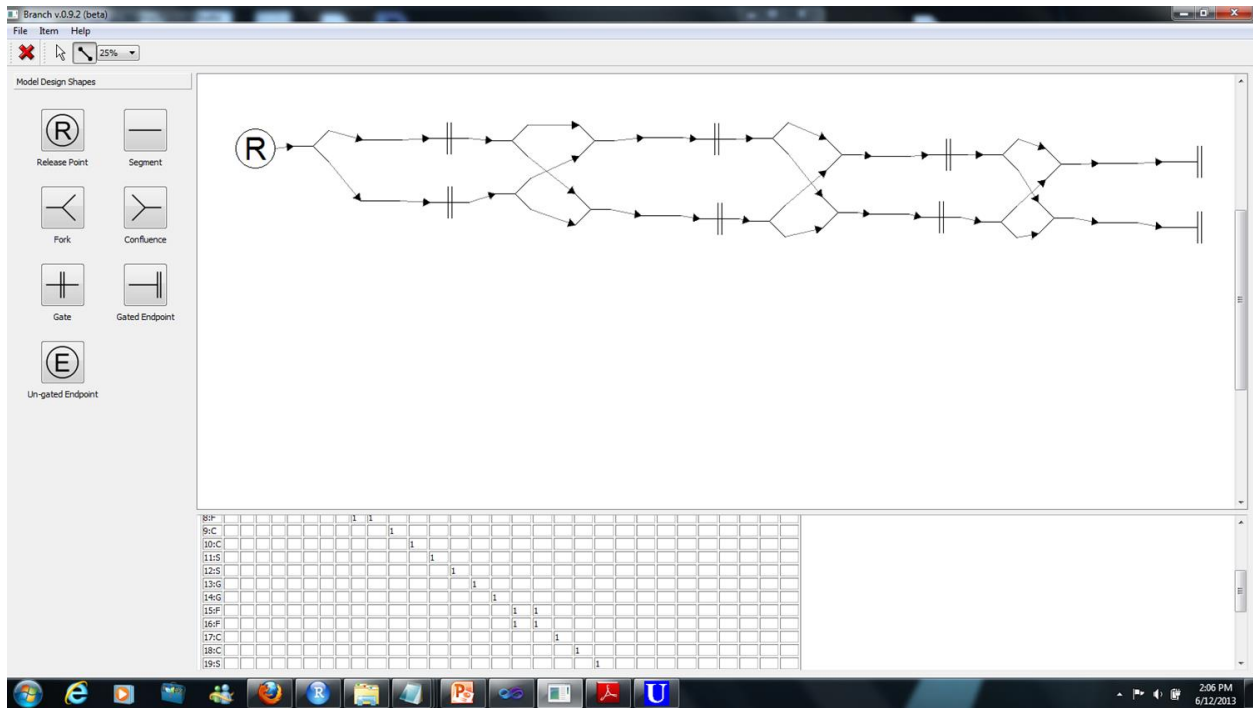 Branch v.0.9.2 (beta)
File Item Help
25%
Model Design Shapes
R
Release Point
Segment
Fork
Confluence
Gate
Gated Endpoint
E
Un-gated Endpoint
R
8:F 1 1
9:C 1
10:C 1
11:S 1
12:S 1
13:G 1
14:G 1
15:F 1 1
16:F 1 1
17:C 1
18:C 1
19:S 1
R
U
2:06 PM
6/12/2013